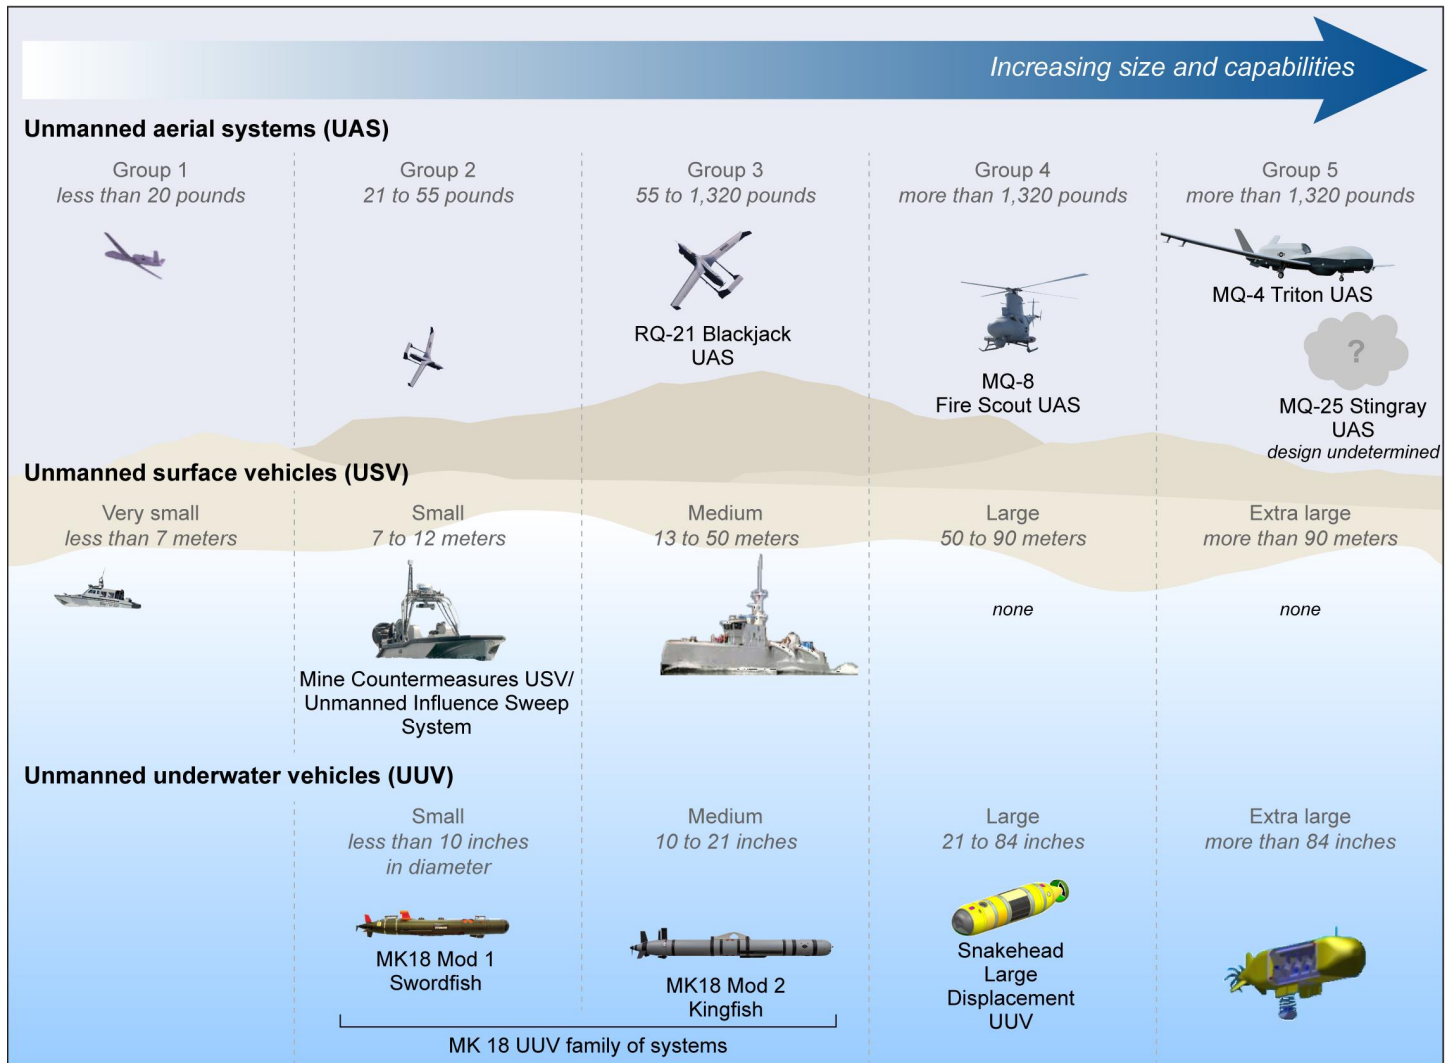 Increasing size and capabilities
Unmanned aerial systems (UAS)
Group 1
less than 20 pounds
Group 2
21 to 55 pounds
Group 3
55 to 1,320 pounds
Group 4
more than 1,320 pounds
Group 5
more than 1,320 pounds
RQ-21 Blackjack
UAS
MQ-8
Fire Scout UAS
MQ-4 Triton UAS
?
MQ-25 Stingray
UAS
design undetermined
Unmanned surface vehicles (USV)
Very small
less than 7 meters
Small
7 to 12 meters
Medium
13 to 50 meters
Large
50 to 90 meters
Extra large
more than 90 meters
none
none
Mine Countermeasures USV/
Unmanned Influence Sweep
System
Unmanned underwater vehicles (UUV)
Small
less than 10 inches
in diameter
Medium
10 to 21 inches
Large
21 to 84 inches
Extra large
more than 84 inches
MK18 Mod 1
Swordfish
MK18 Mod 2
Kingfish
Snakehead
Large
Displacement
UUV
MK 18 UUV family of systems